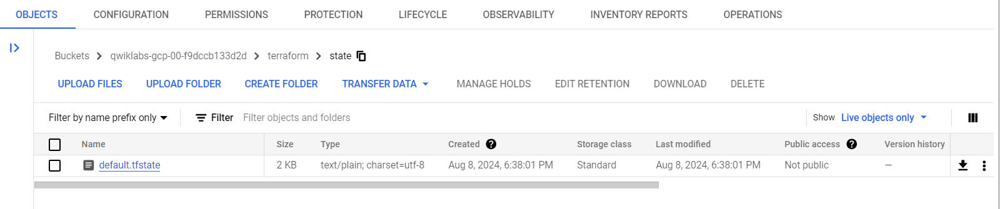 OBJECTS CONFIGURATION PERMISSIONS PROTECTION LIFECYCLE OBSERVABILITY INVENTORY REPORTS OPERATIONS
Buckets > qwiklabs-gcp-00-f9dccb133d2d > terraform > state
UPLOAD FILES UPLOAD FOLDER CREATE FOLDER TRANSFER DATA MANAGE HOLDS EDIT RETENTION DOWNLOAD DELETE
Filter by name prefix only Filter Filter objects and folders Show Live objects only
Name Size Type Created Storage class Last modified Public access Version history
default.tfstate 2 KB text/plain; charset=utf-8 Aug 8, 2024, 6:38:01 PM Standard Aug 8, 2024, 6:38:01 PM Not public —